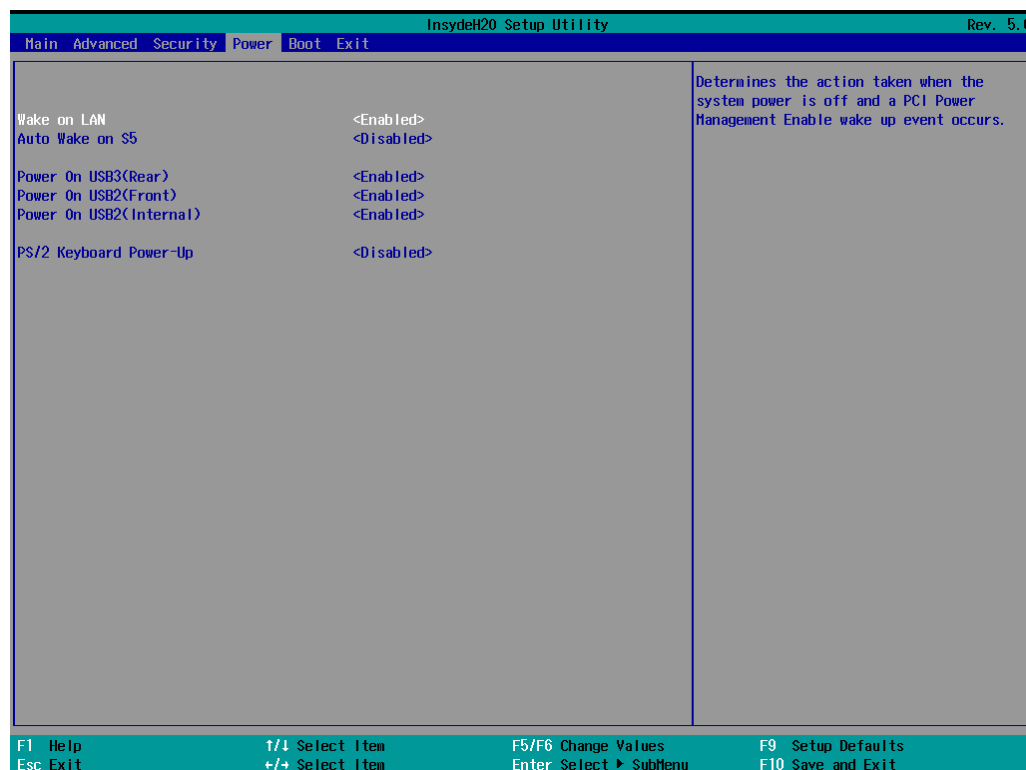 InsydeH20 Setup Utility Rev. 5.
Main Advanced Security Power Boot Exit
Determines the action taken when the
system power is off and a PCI Power
Management Enable wake up event occurs.
Wake on LAN <Enabled>
Auto Wake on S5 <Disabled>
Power On USB3(Rear) <Enabled>
Power On USB2(Front) <Enabled>
Power On USB2(Internal) <Enabled>
PS/2 Keyboard Power-Up <Disabled>
F1 Help ↑/↓ Select Item F5/F6 Change Values F9 Setup Defaults
Esc Exit ←/→ Select Item Enter Select ▶ SubMenu F10 Save and Exit